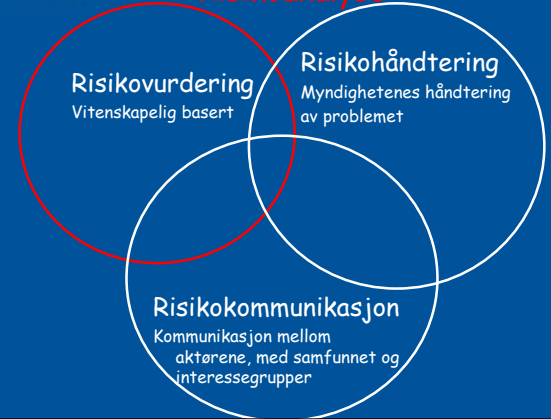 Risikovurdering
Vitenskapelig basert
Risikohåndtering
Myndighetenes håndtering
av problemet
Risikokommunikasjon
Kommunikasjon mellom
aktørene, med samfunnet og
interessegrupper